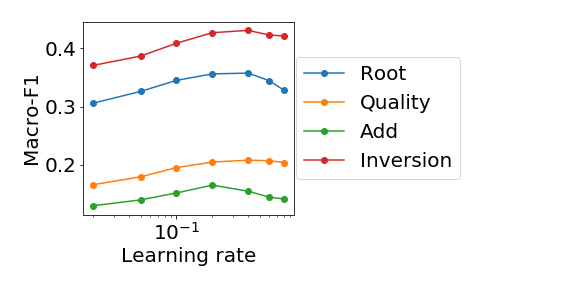 0.4
0.3
0.2
Macro-F1
10⁻¹
Learning rate
Root
Quality
Add
Inversion